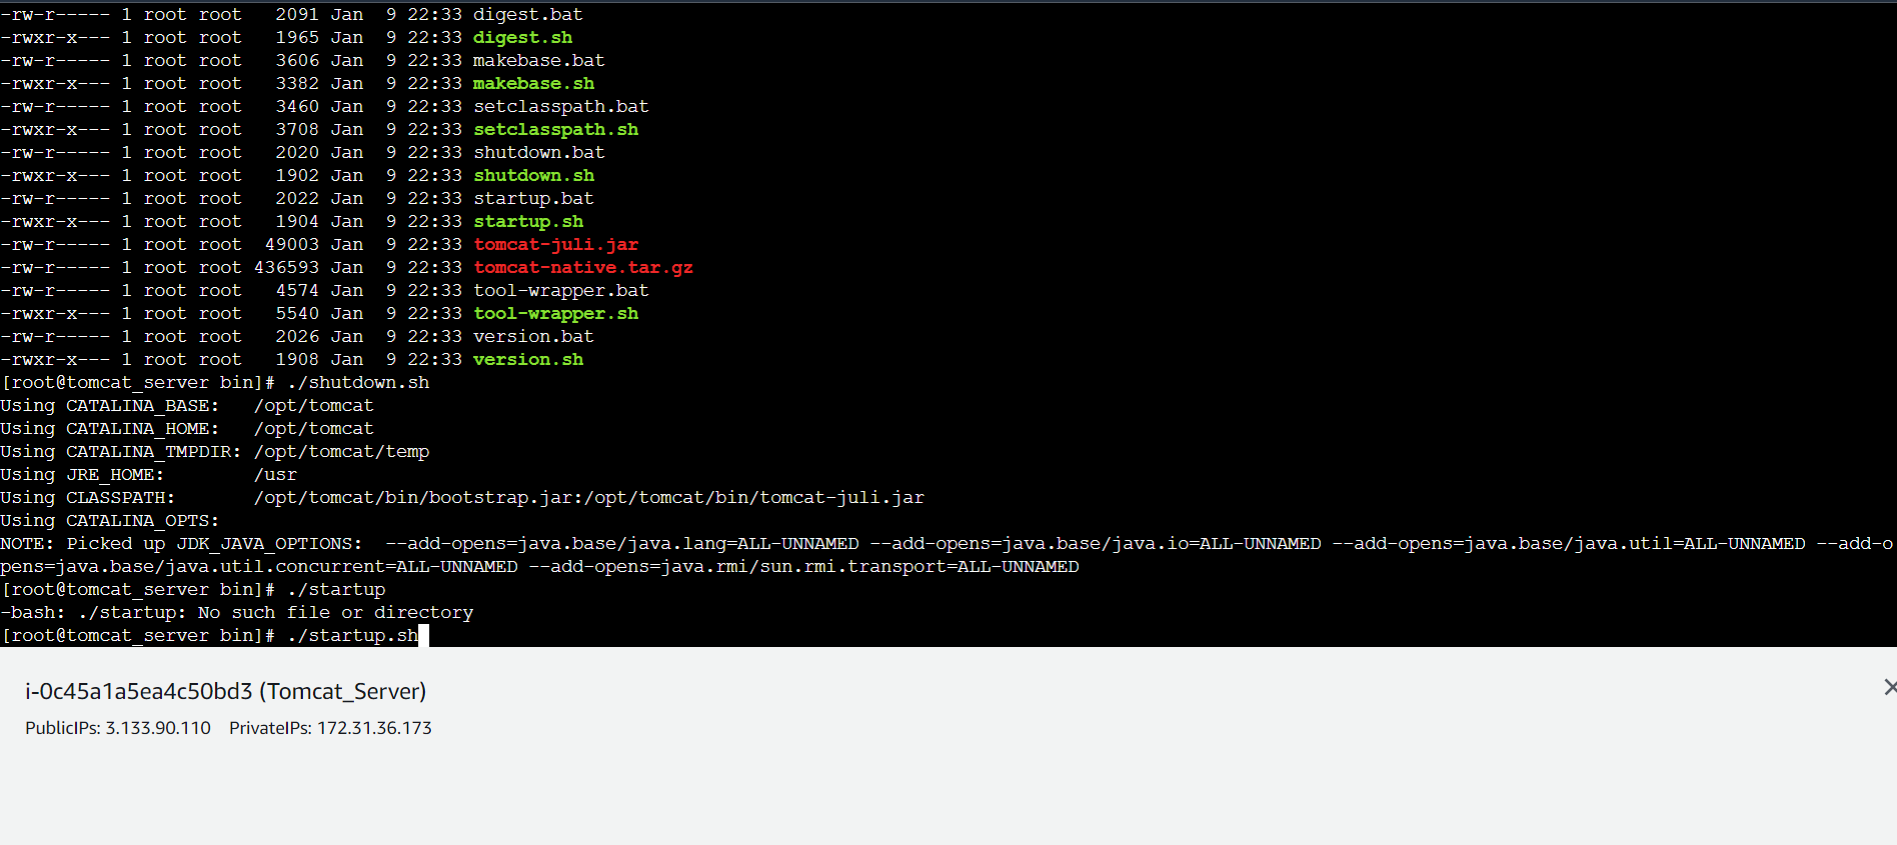 -rw-r----- 1 root root   2091 Jan  9 22:33 digest.bat
-rwxr-x--- 1 root root   1965 Jan  9 22:33 digest.sh
-rw-r----- 1 root root   3606 Jan  9 22:33 makebase.bat
-rwxr-x--- 1 root root   3382 Jan  9 22:33 makebase.sh
-rw-r----- 1 root root   3460 Jan  9 22:33 setclasspath.bat
-rwxr-x--- 1 root root   3708 Jan  9 22:33 setclasspath.sh
-rw-r----- 1 root root   2020 Jan  9 22:33 shutdown.bat
-rwxr-x--- 1 root root   1902 Jan  9 22:33 shutdown.sh
-rw-r----- 1 root root   2022 Jan  9 22:33 startup.bat
-rwxr-x--- 1 root root   1904 Jan  9 22:33 startup.sh
-rw-r----- 1 root root  49003 Jan  9 22:33 tomcat-juli.jar
-rw-r----- 1 root root 436593 Jan  9 22:33 tomcat-native.tar.gz
-rw-r----- 1 root root   4574 Jan  9 22:33 tool-wrapper.bat
-rwxr-x--- 1 root root   5540 Jan  9 22:33 tool-wrapper.sh
-rw-r----- 1 root root   2026 Jan  9 22:33 version.bat
-rwxr-x--- 1 root root   1908 Jan  9 22:33 version.sh
[root@tomcat_server bin]# ./shutdown.sh
Using CATALINA_BASE:   /opt/tomcat
Using CATALINA_HOME:   /opt/tomcat
Using CATALINA_TMPDIR: /opt/tomcat/temp
Using JRE_HOME:        /usr
Using CLASSPATH:       /opt/tomcat/bin/bootstrap.jar:/opt/tomcat/bin/tomcat-juli.jar
Using CATALINA_OPTS:
NOTE: Picked up JDK_JAVA_OPTIONS:  --add-opens=java.base/java.lang=ALL-UNNAMED --add-opens=java.base/java.io=ALL-UNNAMED --add-opens=java.base/java.util=ALL-UNNAMED --add-o
pens=java.base/java.util.concurrent=ALL-UNNAMED --add-opens=java.rmi/sun.rmi.transport=ALL-UNNAMED
[root@tomcat_server bin]# ./startup
-bash: ./startup: No such file or directory
[root@tomcat_server bin]# ./startup.sh
i-0c45a1a5ea4c50bd3 (Tomcat_Server)
PublicIPs: 3.133.90.110    PrivateIPs: 172.31.36.173